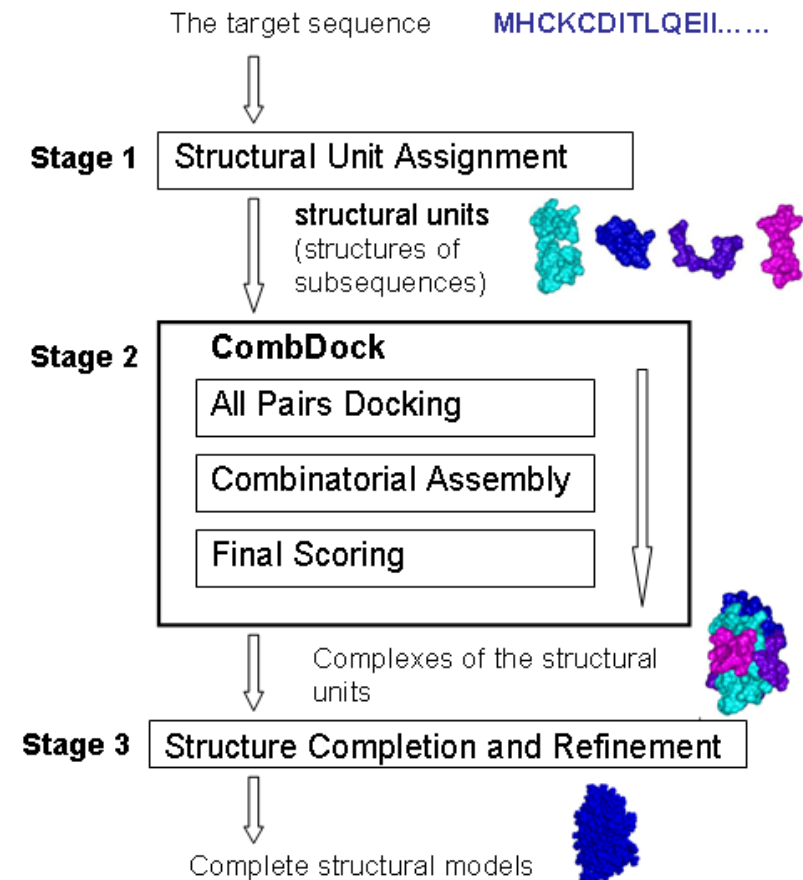 The target sequence MHCKCDITLQEII... ...
Stage 1 Structural Unit Assignment
structural units
(structures of
subsequences)
Stage 2
CombDock
All Pairs Docking
Combinatorial Assembly
Final Scoring
Complexes of the structural
units
Stage 3 Structure Completion and Refinement
Complete structural models